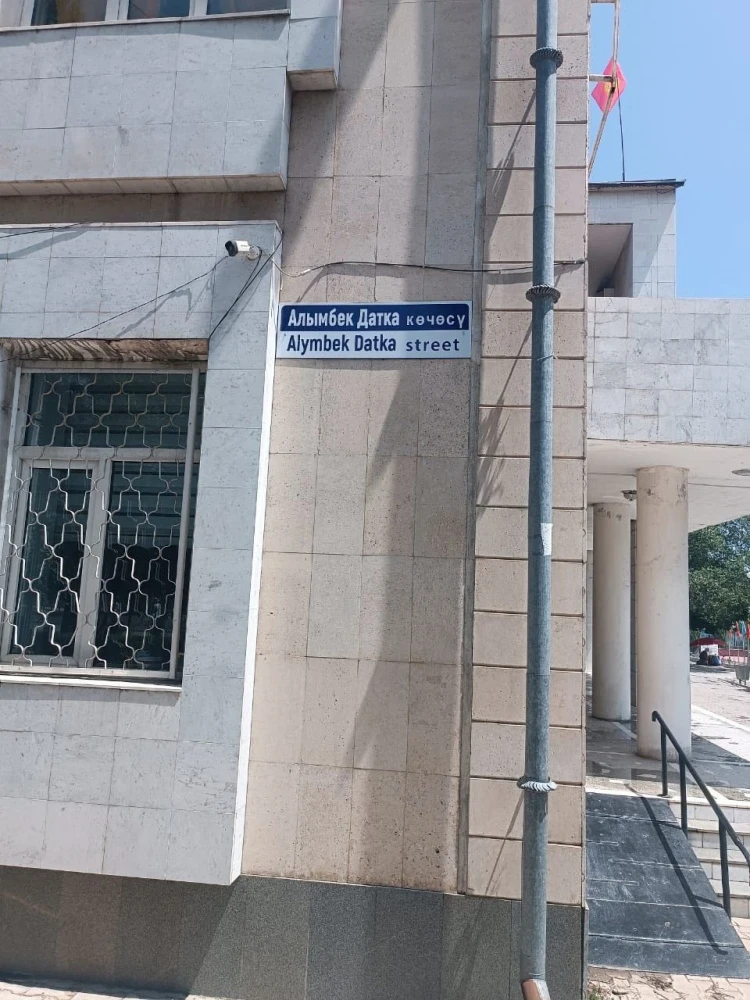 Алымбек Датка көчөсү
Alymbek Datka street